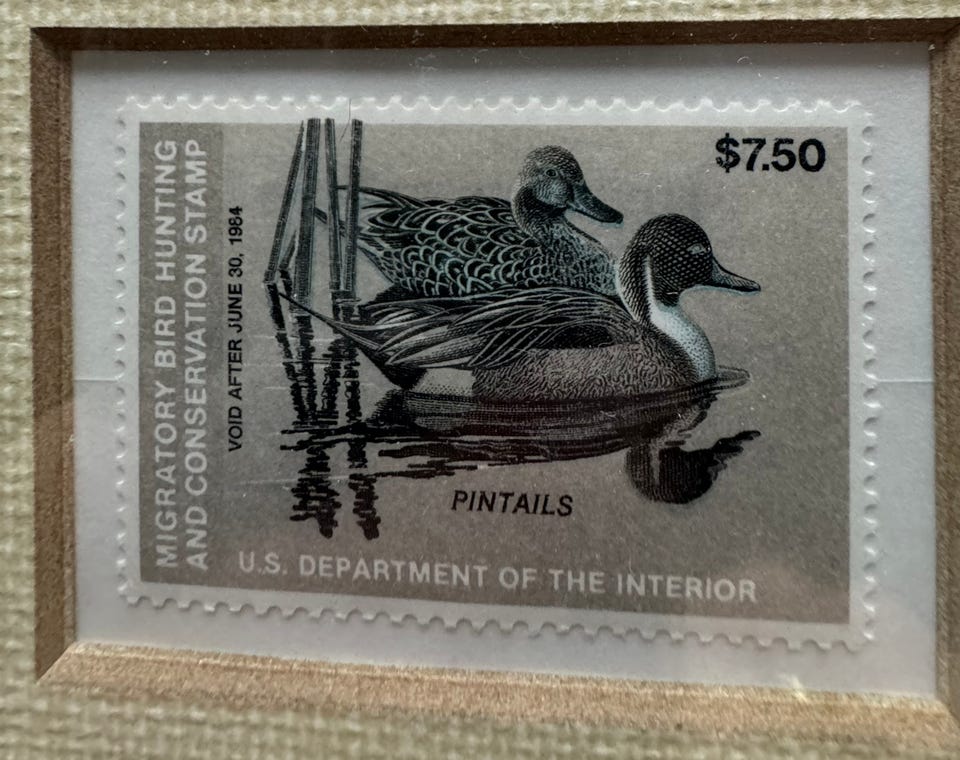 MIGRATORY BIRD HUNTING
AND CONSERVATION STAMP
VOID AFTER JUNE 30, 1984
$7.50
PINTAILS
U.S. DEPARTMENT OF THE INTERIOR